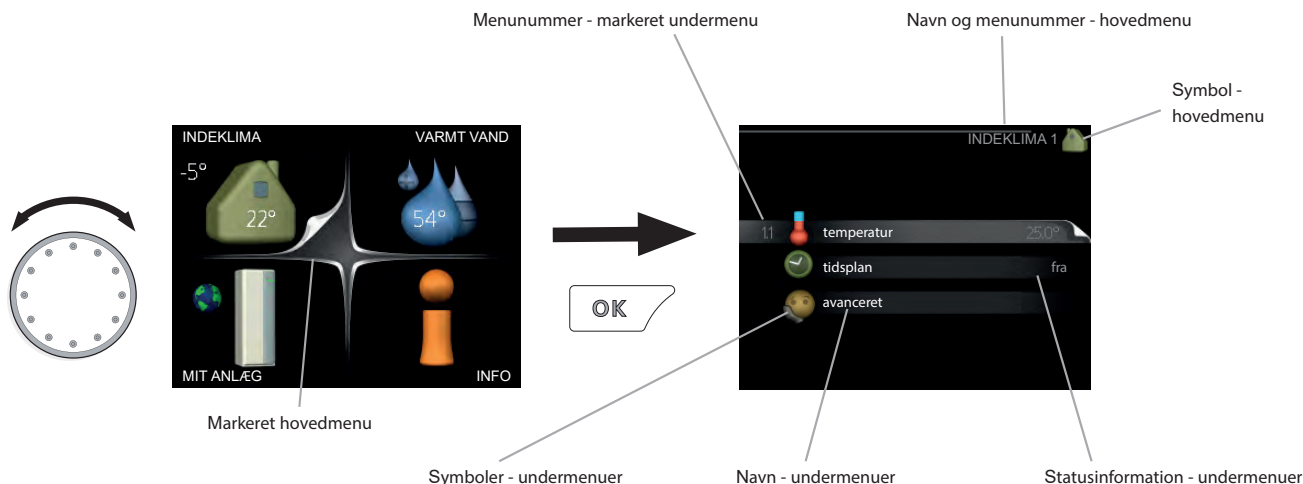 Menunummer - markeret undermenu
Navn og menunummer - hovedmenu
Symbol -
hovedmenu
INDEKLIMA
VARMT VAND
-5°
22°
54°
MIT ANLÆG
INFO
Markeret hovedmenu
OK
INDEKLIMA 1
1.1
temperatur
25.0°
tidsplan
fra
avanceret
Symboler - undermenuer
Navn - undermenuer
Statusinformation - undermenuer